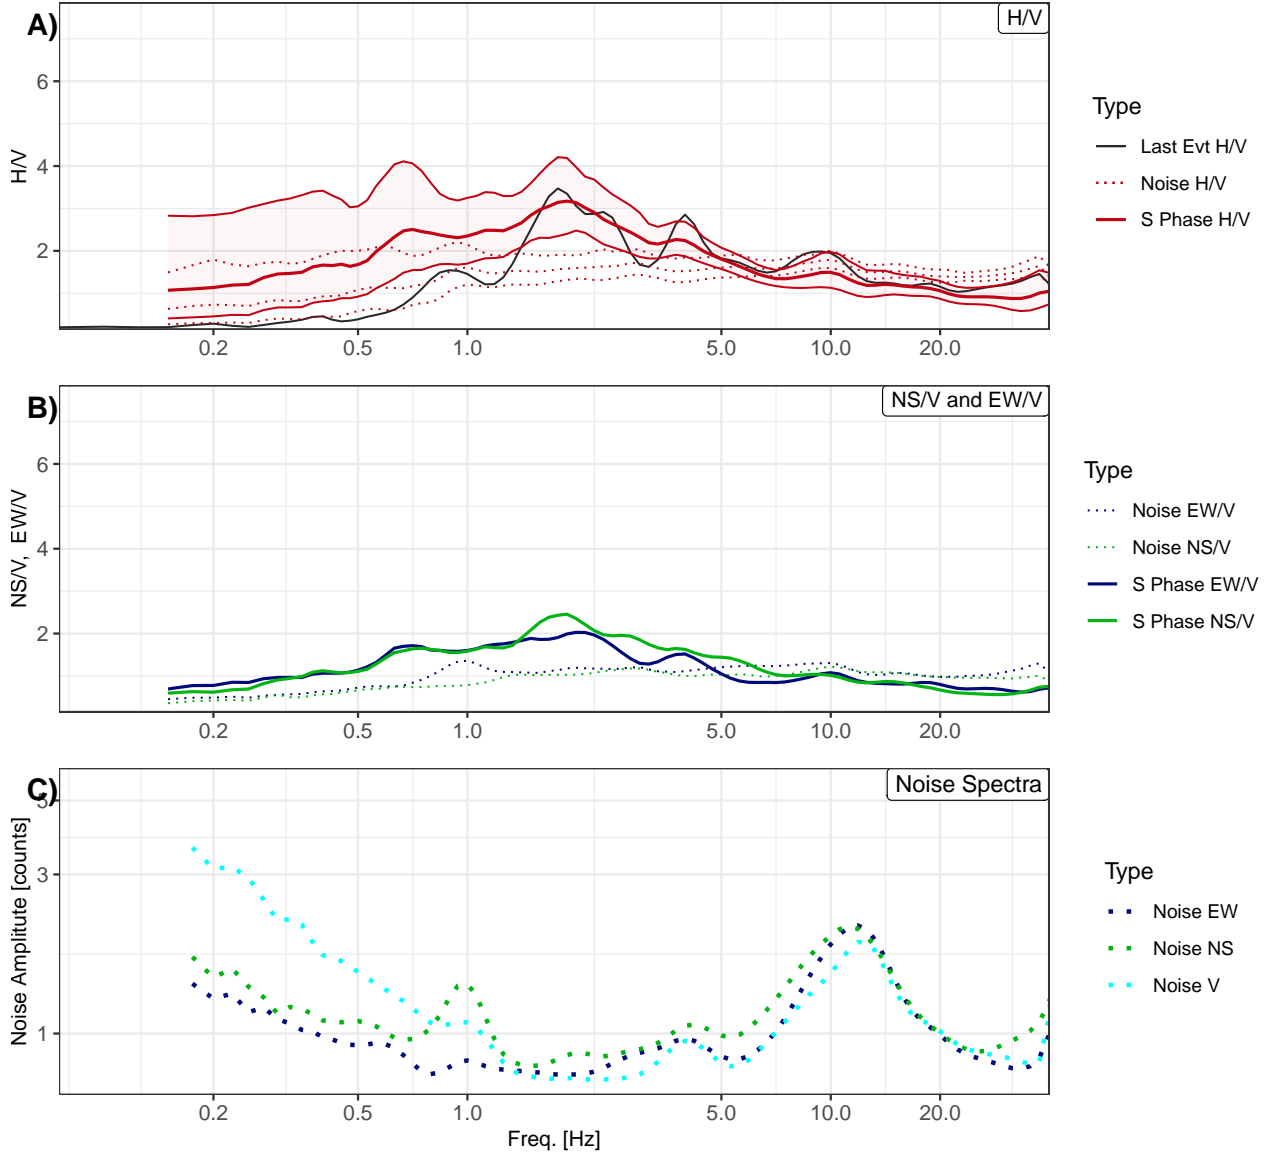 A)
H/V
6
4
2
H/V
0.2 0.5 1.0 5.0 10.0 20.0
Type
Last Evt H/V
Noise H/V
S Phase H/V
B)
NS/V and EW/V
6
4
2
NS/V, EW/V
0.2 0.5 1.0 5.0 10.0 20.0
Type
Noise EW/V
Noise NS/V
S Phase EW/V
S Phase NS/V
C)
Noise Spectra
5
3
1
Noise Amplitude [counts]
0.2 0.5 1.0 5.0 10.0 20.0
Freq. [Hz]
Type
Noise EW
Noise NS
Noise V